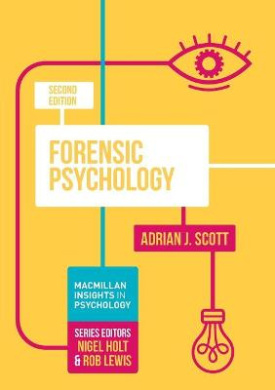 SECOND
EDITION
FORENSIC
PSYCHOLOGY
ADRIAN J. SCOTT
MACMILLAN
INSIGHTS IN
PSYCHOLOGY
SERIES EDITORS
NIGEL HOLT
& ROB LEWIS